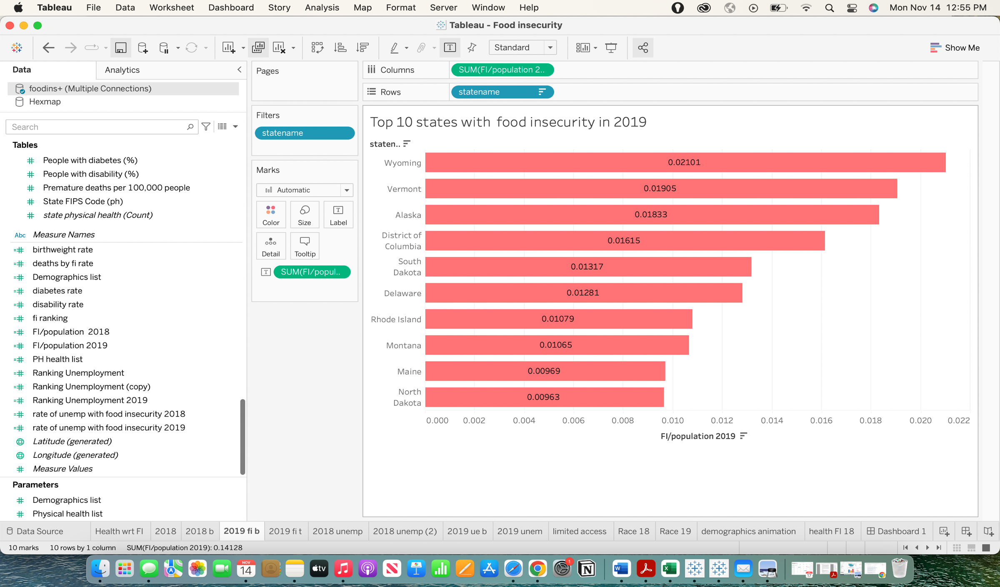 Tableau File Data Worksheet Dashboard Story Analysis Map Format Server Window Help Mon Nov 14 12:55 PM
Tableau - Food insecurity
Standard Show Me
Data Analytics
foodins+ (Multiple Connections)
Hexmap
Search
Tables
People with diabetes (%)
People with disability (%)
Premature deaths per 100,000 people
State FIPS Code (ph)
state physical health (Count)
Abc Measure Names
birthweight rate
deaths by fi rate
Demographics list
diabetes rate
disability rate
fi ranking
FI/population 2018
FI/population 2019
PH health list
Ranking Unemployment
Ranking Unemployment (copy)
Ranking Unemployment 2019
rate of unemp with food insecurity 2018
rate of unemp with food insecurity 2019
Latitude (generated)
Longitude (generated)
Measure Values
Parameters
Demographics list
Physical health list
Pages
Filters
statename
Marks
Automatic
Color Size Label
Detail Tooltip
SUM(FI/popul..
Columns SUM(FI/population 2..
Rows statename
Top 10 states with food insecurity in 2019
staten..
Wyoming 0.02101
Vermont 0.01905
Alaska 0.01833
District of
Columbia
0.01615
South
Dakota
0.01317
Delaware 0.01281
Rhode Island 0.01079
Montana 0.01065
Maine 0.00969
North
Dakota
0.00963
0.000 0.002 0.004 0.006 0.008 0.010 0.012 0.014 0.016 0.018 0.020 0.022
FI/population 2019
Data Source Health wrt FI 2018 2018 b 2019 fi b 2019 fi t 2018 unemp 2018 unemp (2) 2019 ue b 2019 unem limited access Race 18 Race 19 demographics animation health FI 18 Dashboard 1
10 marks 10 rows by 1 column SUM(FI/population 2019): 0.14128
NOV
14
tv
1
W
X
17